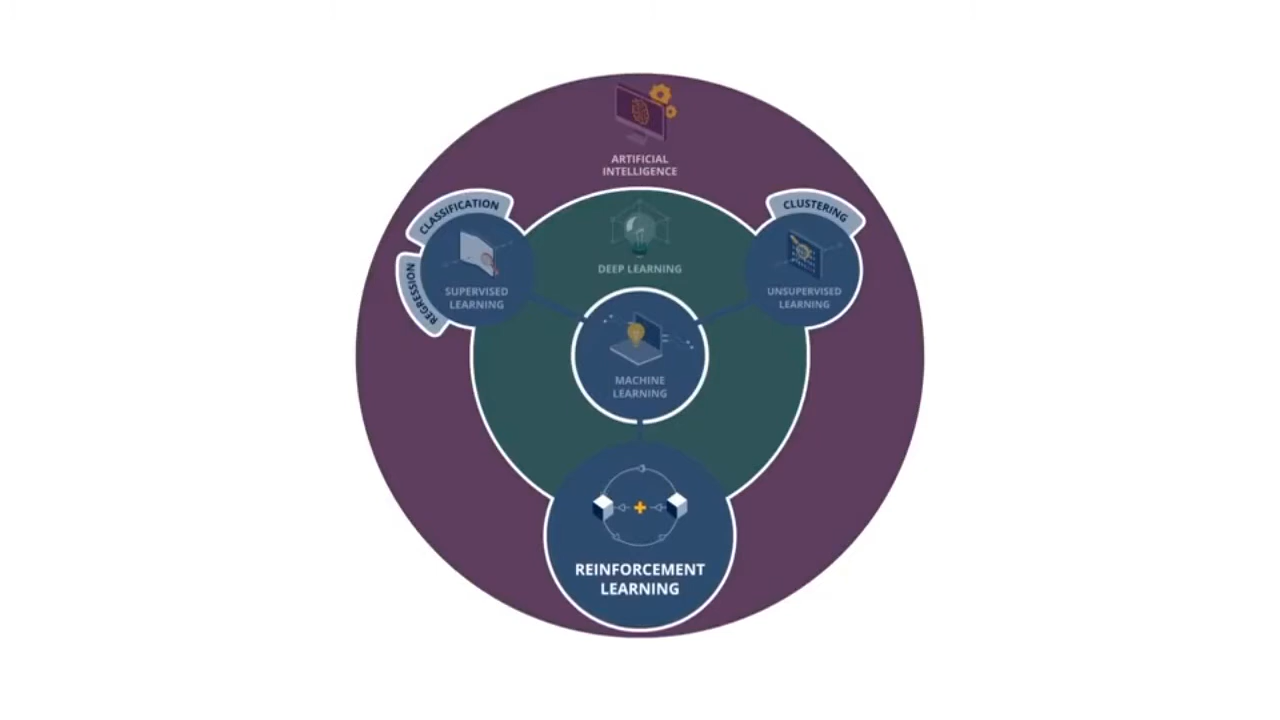 ARTIFICIAL
INTELLIGENCE
CLASSIFICATION
CLUSTERING
DEEP LEARNING
REGRESSION
SUPERVISED
LEARNING
UNSUPERVISED
LEARNING
MACHINE
LEARNING
REINFORCEMENT
LEARNING